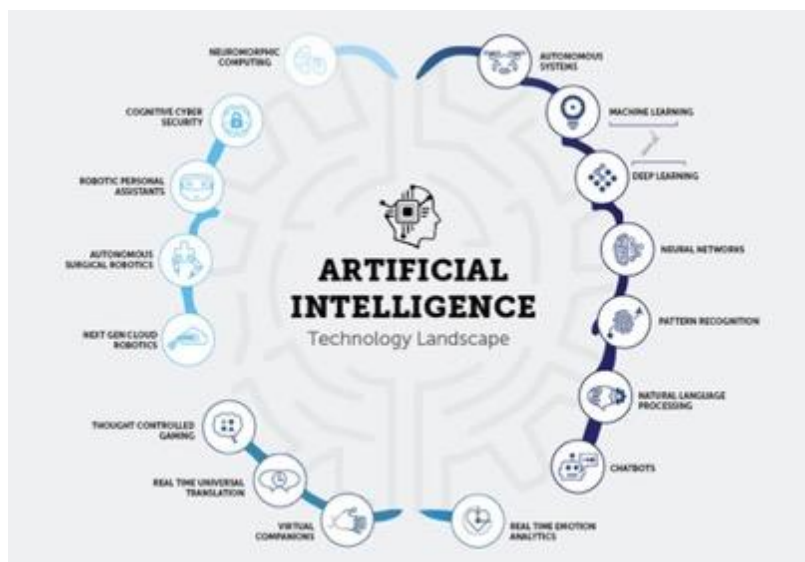 ARTIFICIAL
INTELLIGENCE
Technology Landscape
NEUROMORPHIC
COMPUTING
COGNITIVE CYBER
SECURITY
ROBOTIC PERSONAL
ASSISTANTS
AUTONOMOUS
SURGICAL ROBOTICS
NEXT GEN CLOUD
ROBOTICS
THOUGHT CONTROLLED
GAMING
REAL TIME UNIVERSAL
TRANSLATION
VIRTUAL
COMPANIONS
AUTONOMOUS
SYSTEMS
MACHINE LEARNING
DEEP LEARNING
NEURAL NETWORKS
PATTERN RECOGNITION
NATURAL LANGUAGE
PROCESSING
CHATBOTS
REAL TIME EMOTION
ANALYTICS